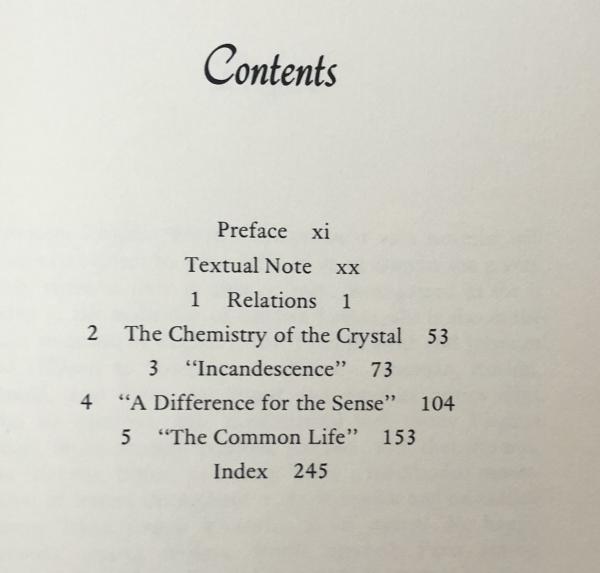 Contents
Preface xi
Textual Note xx
1 Relations 1
2 The Chemistry of the Crystal 53
3 “Incandescence” 73
4 “A Difference for the Sense” 104
5 “The Common Life” 153
Index 245